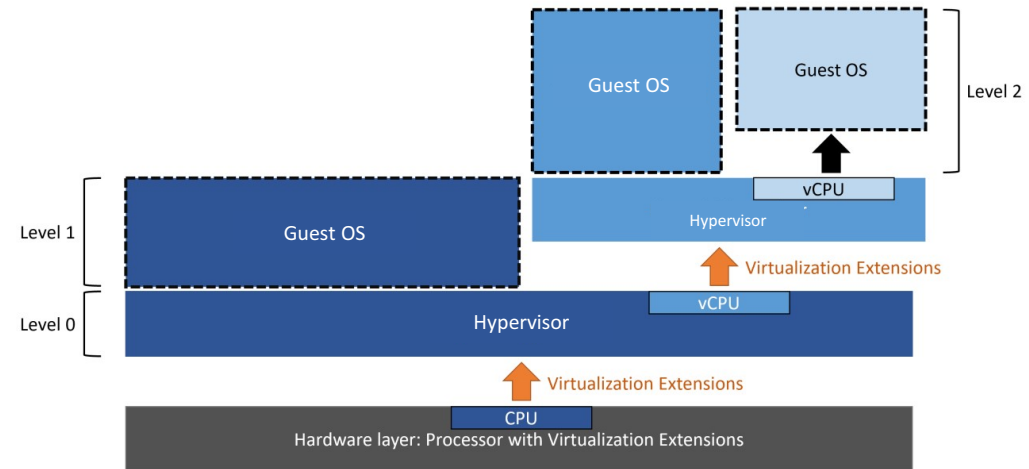 Guest OS
Guest OS
Level 2
vCPU
Hypervisor
Level 1
Guest OS
Virtualization Extensions
vCPU
Level 0
Hypervisor
Virtualization Extensions
CPU
Hardware layer: Processor with Virtualization Extensions